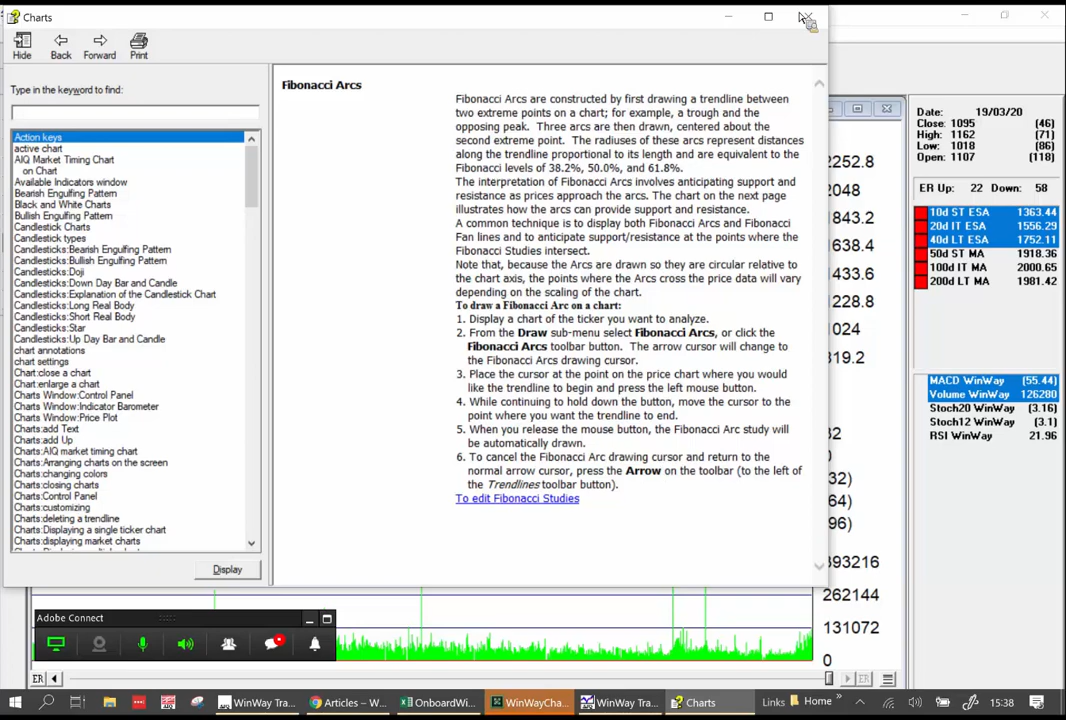 Charts
Hide
Back
Forward
Print
Type in the keyword to find:
Action keys
active chart
AIQ Market Timing Chart
on Chart
Available Indicators window
Bearish Engulfing Pattern
Black and White Charts
Bullish Engulfing Pattern
Candlestick Charts
Candlestick types
Candlesticks:Bearish Engulfing Pattern
Candlesticks:Bullish Engulfing Pattern
Candlesticks:Doji
Candlesticks:Down Day Bar and Candle
Candlesticks:Explanation of the Candlestick Chart
Candlesticks:Long Real Body
Candlesticks:Short Real Body
Candlesticks:Star
Candlesticks:Up Day Bar and Candle
chart annotations
chart settings
Chart:close a chart
Chart:enlarge a chart
Charts Window:Control Panel
Charts Window:Indicator Barometer
Charts Window:Price Plot
Charts:add Text
Charts:add Up
Charts:AIQ market timing chart
Charts:Arranging charts on the screen
Charts:changing colors
Charts:closing charts
Charts:Control Panel
Charts:customizing
Charts:deleting a trendline
Charts:Displaying a single ticker chart
Charts:displaying market charts
Display
Fibonacci Arcs
Fibonacci Arcs are constructed by first drawing a trendline between
two extreme points on a chart; for example, a trough and the
opposing peak. Three arcs are then drawn, centered about the
second extreme point. The radiuses of these arcs represent distances
along the trendline proportional to its length and are equivalent to the
Fibonacci levels of 38.2%, 50.0%, and 61.8%.
The interpretation of Fibonacci Arcs involves anticipating support and
resistance as prices approach the arcs. The chart on the next page
illustrates how the arcs can provide support and resistance.
A common technique is to display both Fibonacci Arcs and Fibonacci
Fan lines and to anticipate support/resistance at the points where the
Fibonacci Studies intersect.
Note that, because the Arcs are drawn so they are circular relative to
the chart axis, the points where the Arcs cross the price data will vary
depending on the scaling of the chart.
To draw a Fibonacci Arc on a chart:
1. Display a chart of the ticker you want to analyze.
2. From the Draw sub-menu select Fibonacci Arcs, or click the
Fibonacci Arcs toolbar button. The arrow cursor will change to
the Fibonacci Arcs drawing cursor.
3. Place the cursor at the point on the price chart where you would
like the trendline to begin and press the left mouse button.
4. While continuing to hold down the button, move the cursor to the
point where you want the trendline to end.
5. When you release the mouse button, the Fibonacci Arc study will
be automatically drawn.
6. To cancel the Fibonacci Arc drawing cursor and return to the
normal arrow cursor, press the Arrow on the toolbar (to the left of
the Trendlines toolbar button).
To edit Fibonacci Studies
2252.8
2048
1843.2
1638.4
1433.6
1228.8
1024
819.2
32
0
32)
64)
96)
393216
262144
131072
0
Date: 19/03/20
Close: 1095 (46)
High: 1162 (71)
Low: 1018 (86)
Open: 1107 (118)
ER Up: 22 Down: 58
10d ST ESA 1363.44
20d IT ESA 1556.29
40d LT ESA 1752.11
50d ST MA 1918.36
100d IT MA 2000.65
200d LT MA 1981.42
MACD WinWay (55.44)
Volume WinWay 126280
Stoch20 WinWay (3.16)
Stoch12 WinWay (3.1)
RSI WinWay 21.96
Adobe Connect
ER
ER
WinWay Tra...
Articles – W...
OnboardWi...
WinWayCha...
WinWay Tra...
Charts
Links
Home
»
15:38